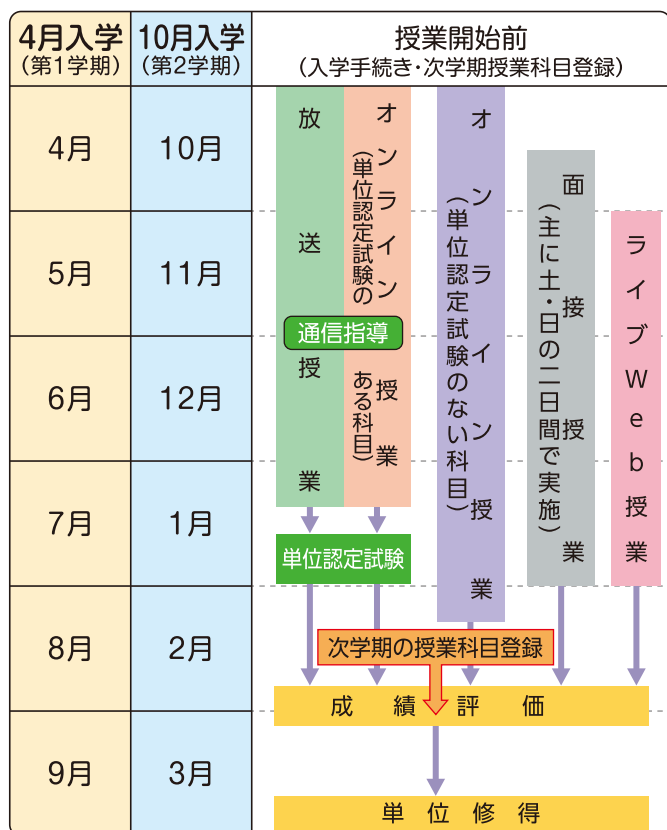 4月入学
(第1学期)
10月入学
(第2学期)
授業開始前
(入学手続き・次学期授業科目登録)
4月
10月
5月
11月
6月
12月
7月
1月
8月
2月
9月
3月
放送授業
オンライン授業
(単位認定試験の
ある科目)
通信指導
オンライン授業
(単位認定試験のない科目)
面接授業
(主に土・日の二日間で実施)
ライブWeb授業
単位認定試験
次学期の授業科目登録
成績評価
単位修得